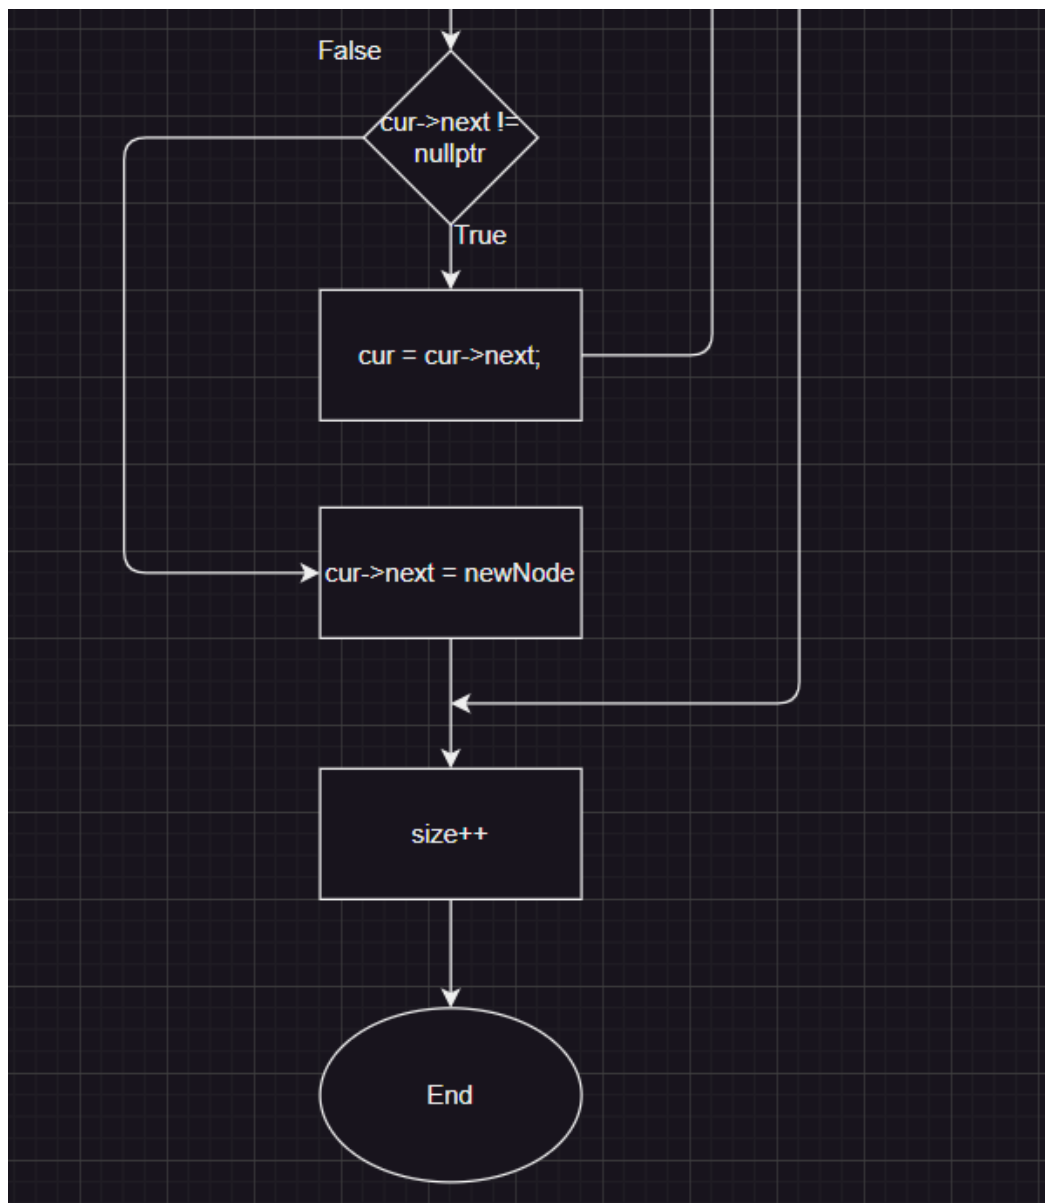 False
cur->next !=
nullptr
True
cur = cur->next;
cur->next = newNode
size++
End